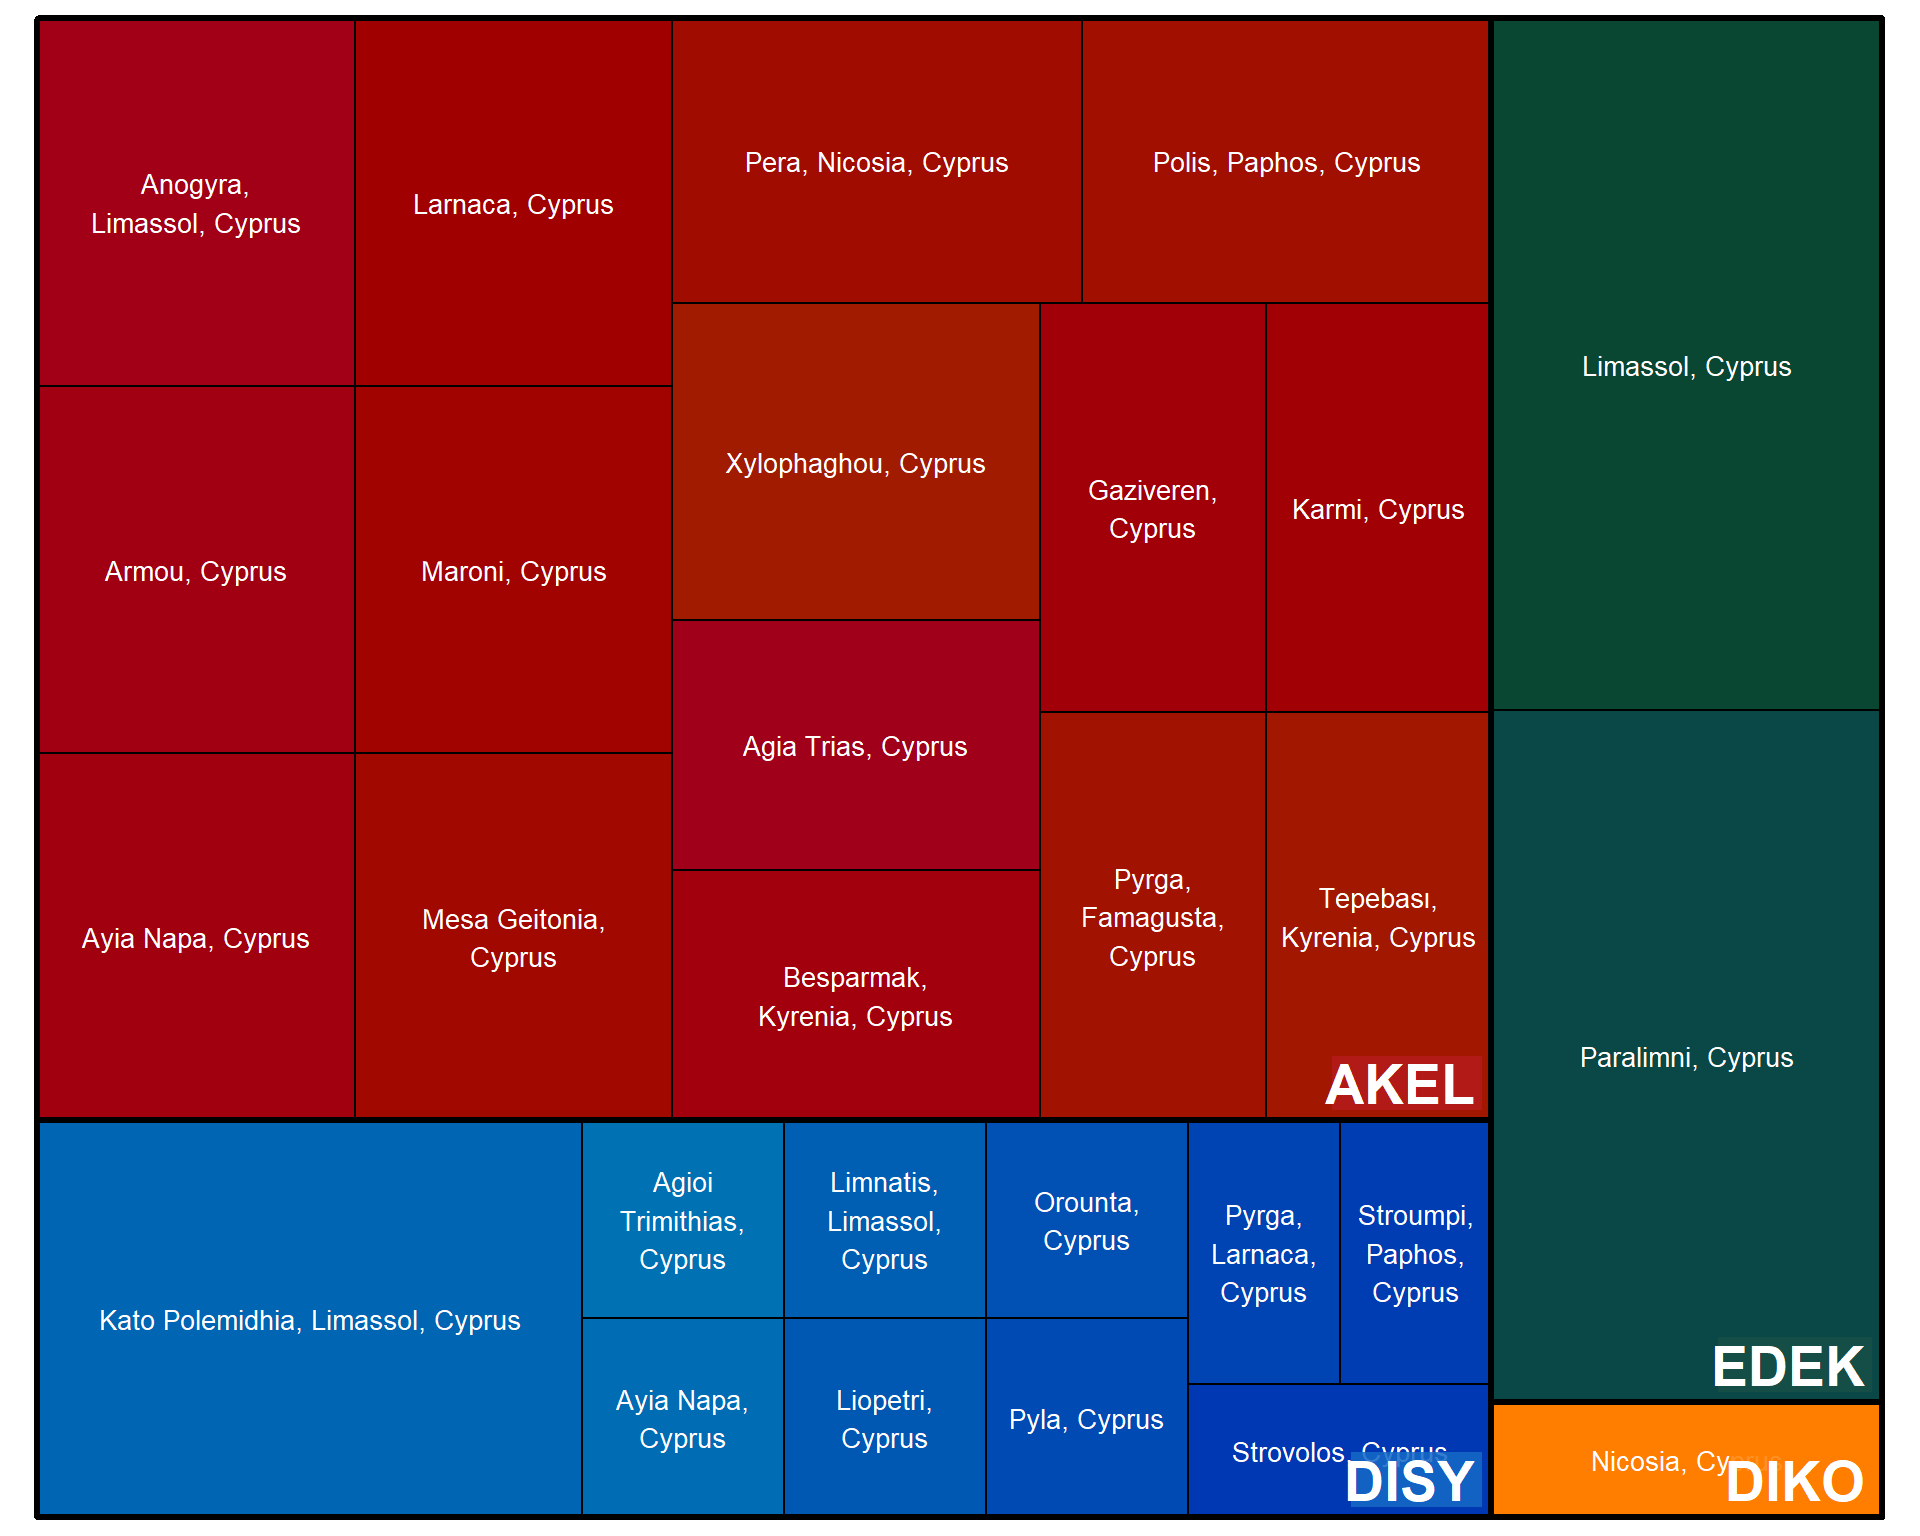 Anogyra,
Limassol, Cyprus
Larnaca, Cyprus
Pera, Nicosia, Cyprus
Polis, Paphos, Cyprus
Limassol, Cyprus
Armou, Cyprus
Maroni, Cyprus
Xylophaghou, Cyprus
Gaziveren,
Cyprus
Karmi, Cyprus
Agia Trias, Cyprus
Ayia Napa, Cyprus
Mesa Geitonia,
Cyprus
Besparmak,
Kyrenia, Cyprus
Pyrga,
Famagusta,
Cyprus
Tepebası,
Kyrenia, Cyprus
AKEL
Paralimni, Cyprus
EDEK
Kato Polemidhia, Limassol, Cyprus
Agioi
Trimithias,
Cyprus
Limnatis,
Limassol,
Cyprus
Orounta,
Cyprus
Pyrga,
Larnaca,
Cyprus
Stroumpi,
Paphos,
Cyprus
Ayia Napa,
Cyprus
Liopetri,
Cyprus
Pyla, Cyprus
Strovolos, Cyprus
DISY
Nicosia, Cyprus
DIKO